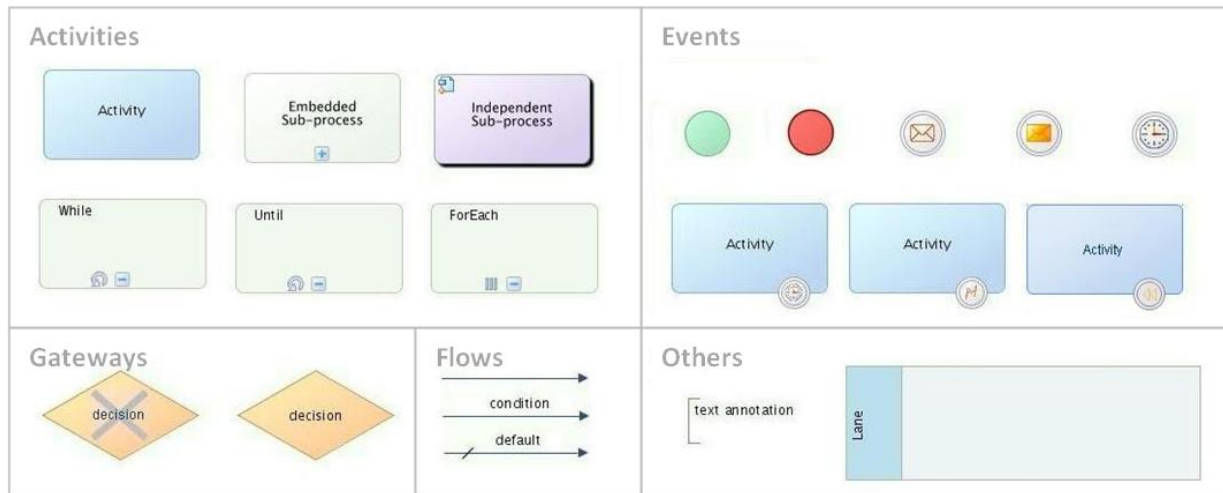 Activities
Activity
Embedded
Sub-process
Independent
Sub-process
While
Until
ForEach
Events
Activity
Activity
Activity
Gateways
decision
decision
Flows
condition
default
Others
text annotation
Lane